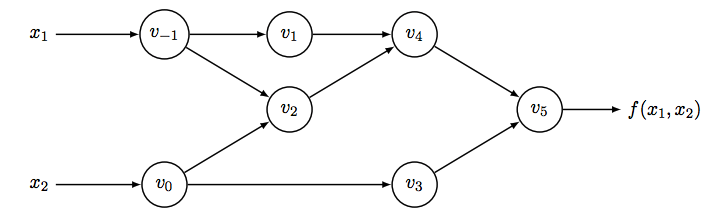 x₁ v₋₁ v₁ v₄
v₂ v₅ f(x₁, x₂)
x₂ v₀ v₃